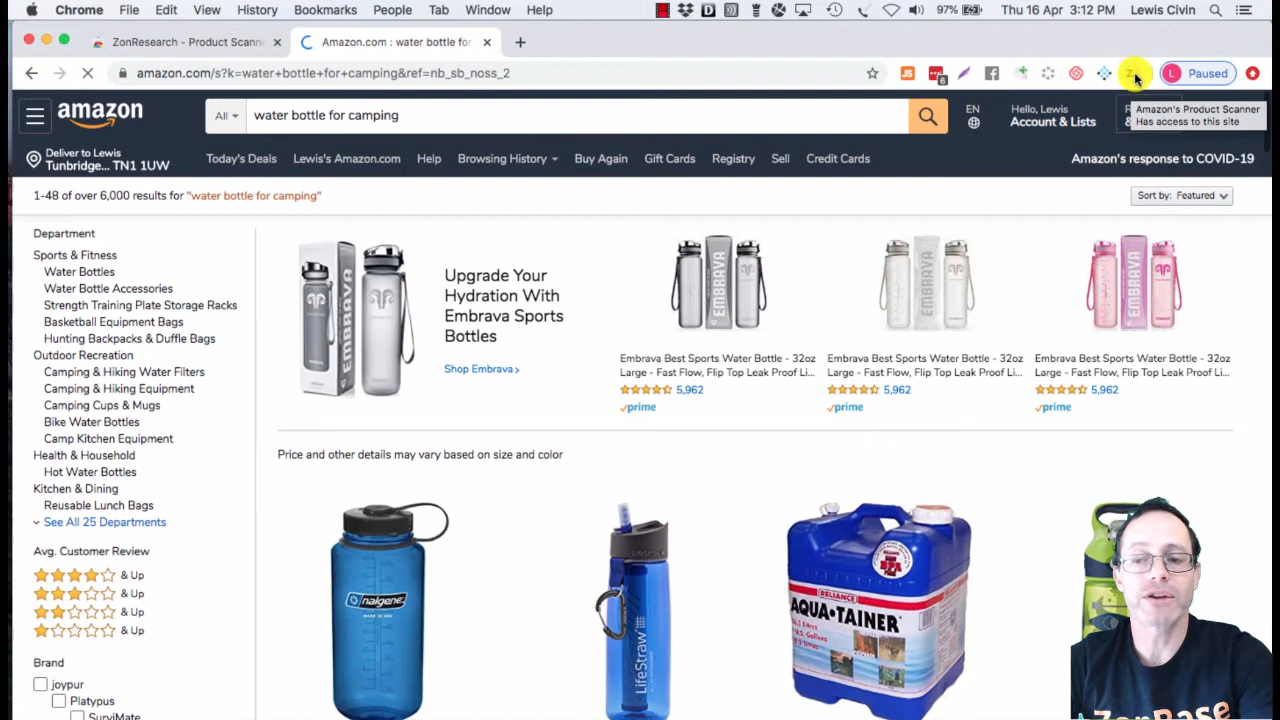 Chrome File Edit View History Bookmarks People Tab Window Help
97% Thu 16 Apr 3:12 PM Lewis Civin
ZonResearch - Product Scanne
Amazon.com : water bottle for
amazon.com/s?k=water+bottle+for+camping&ref=nb_sb_noss_2
6
L Paused
Amazon's Product Scanner
Has access to this site
amazon
All
water bottle for camping
EN
Hello, Lewis
Account & Lists
Deliver to Lewis
Tunbridge... TN1 1UW
Today's Deals Lewis's Amazon.com Help Browsing History Buy Again Gift Cards Registry Sell Credit Cards
Amazon's response to COVID-19
1-48 of over 6,000 results for "water bottle for camping"
Sort by: Featured
Department
Sports & Fitness
Water Bottles
Water Bottle Accessories
Strength Training Plate Storage Racks
Basketball Equipment Bags
Hunting Backpacks & Duffle Bags
Outdoor Recreation
Camping & Hiking Water Filters
Camping & Hiking Equipment
Camping Cups & Mugs
Bike Water Bottles
Camp Kitchen Equipment
Health & Household
Hot Water Bottles
Kitchen & Dining
Reusable Lunch Bags
See All 25 Departments
Avg. Customer Review
& Up
& Up
& Up
& Up
Brand
joypur
Platypus
SurviMate
EMBRAVA
Upgrade Your
Hydration With
Embrava Sports
Bottles
Shop Embrava
EMBRAVA
Embrava Best Sports Water Bottle - 32oz
Large - Fast Flow, Flip Top Leak Proof Li...
5,962
prime
EMBRAVA
Embrava Best Sports Water Bottle - 32oz
Large - Fast Flow, Flip Top Leak Proof Li...
5,962
prime
EMBRAVA
Embrava Best Sports Water Bottle - 32oz
Large - Fast Flow, Flip Top Leak Proof Li...
5,962
prime
Price and other details may vary based on size and color
nalgene
LifeStraw
RELIANCE
AQUA-TAINER
ZonBase